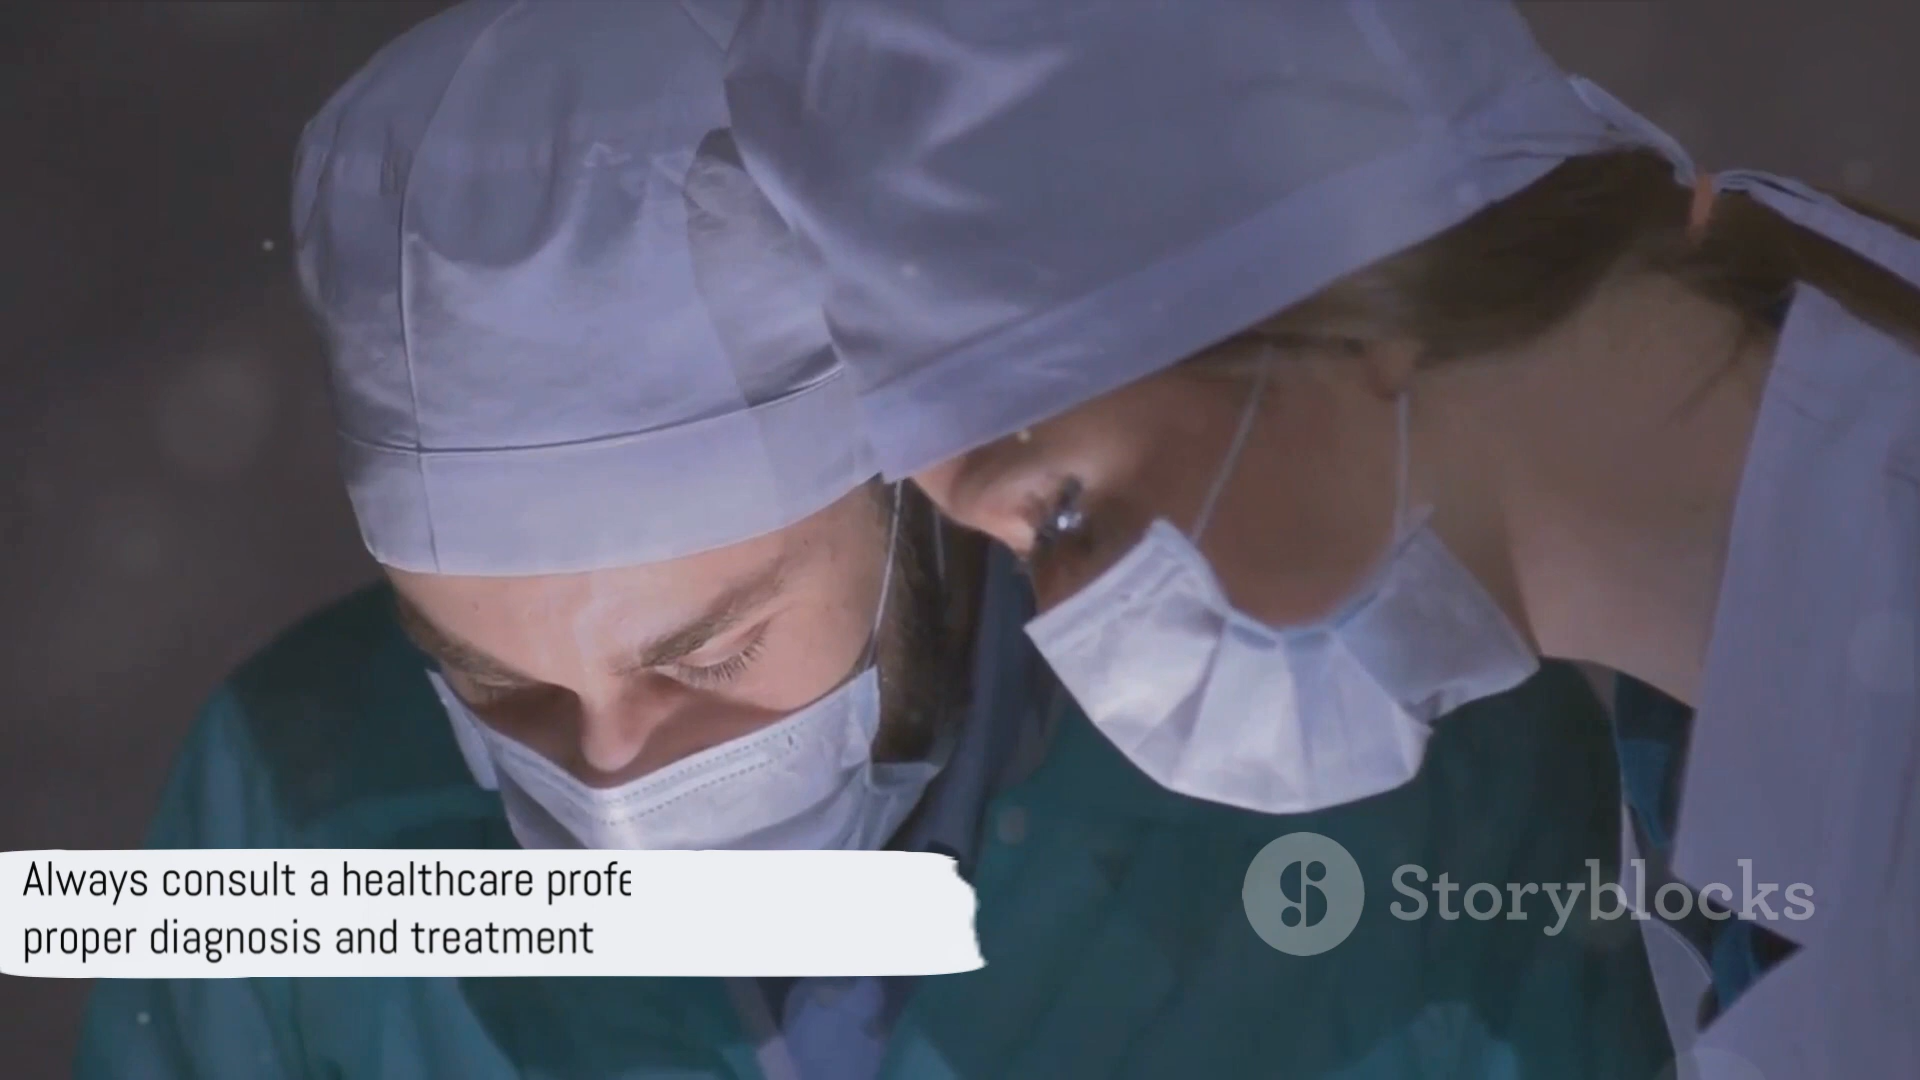 Always consult a healthcare profe
proper diagnosis and treatment
Storyblocks